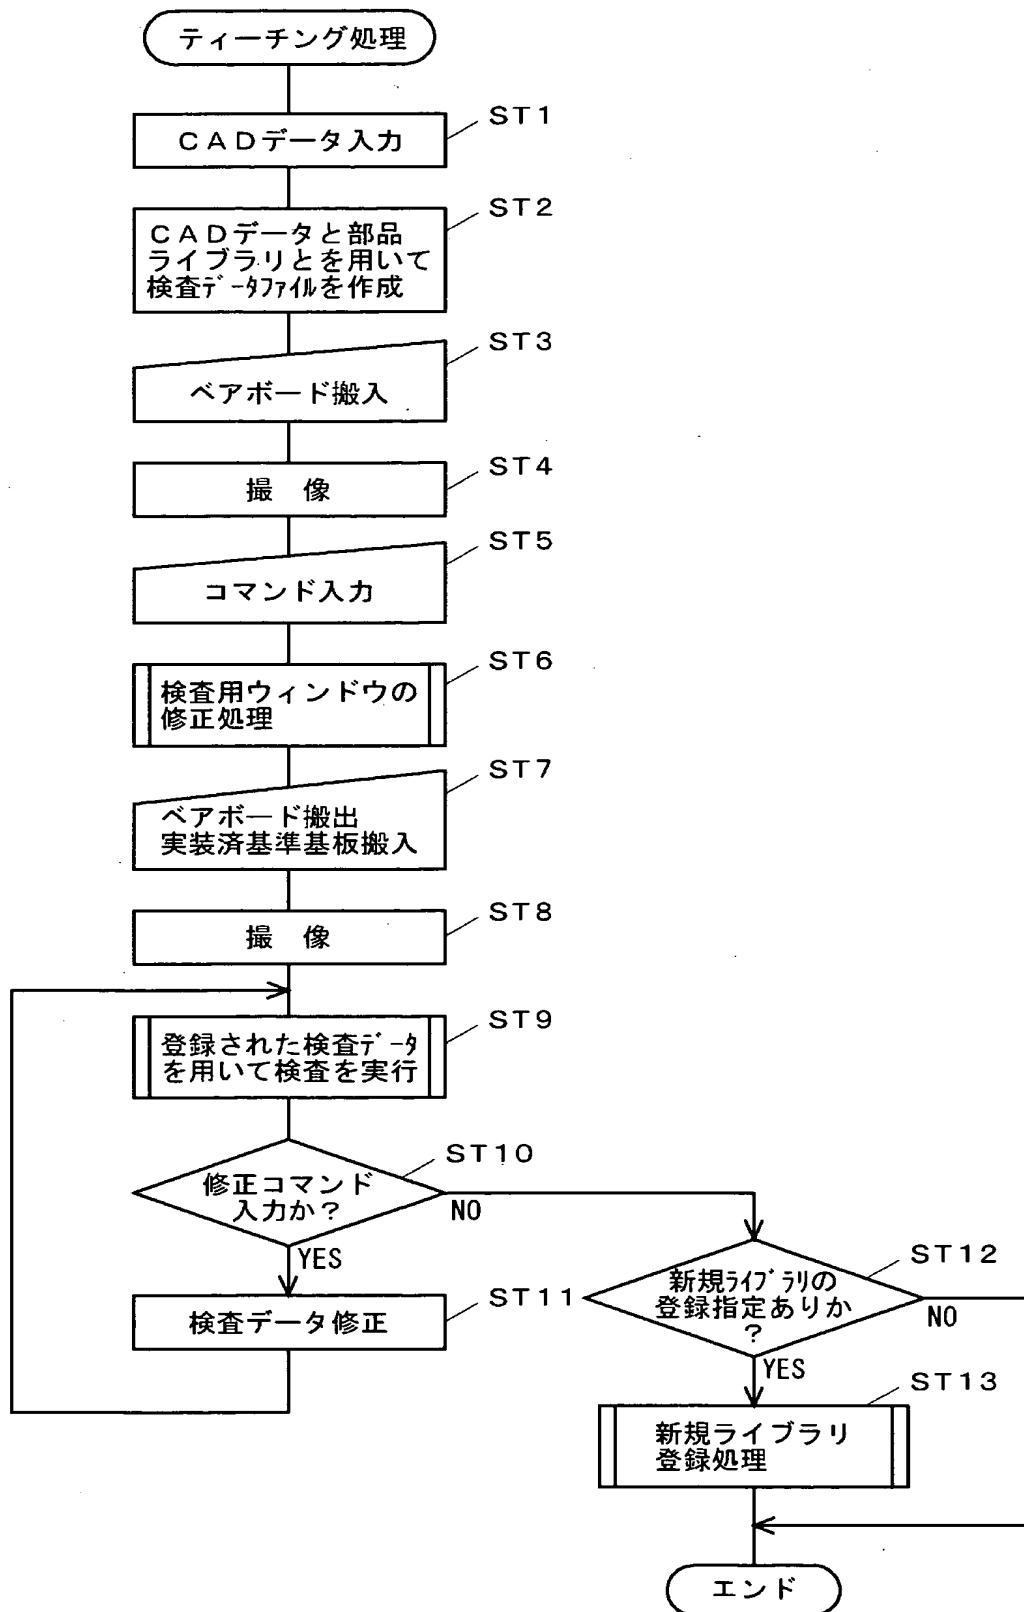 ティーチング処理
ST1
ＣＡＤデータ入力
ST2
ＣＡＤデータと部品
ライブラリとを用いて
検査ﾃﾞｰﾀﾌｧｲﾙを作成
ST3
ベアボード搬入
ST4
撮　像
ST5
コマンド入力
ST6
検査用ウィンドウの
修正処理
ST7
ベアボード搬出
実装済基準基板搬入
ST8
撮　像
ST9
登録された検査ﾃﾞｰﾀ
を用いて検査を実行
ST10
修正コマンド
入力か？
NO
YES
ST11
検査データ修正
ST12
新規ﾗｲﾌﾞﾗﾘの
登録指定ありか
？
NO
YES
ST13
新規ライブラリ
登録処理
エンド